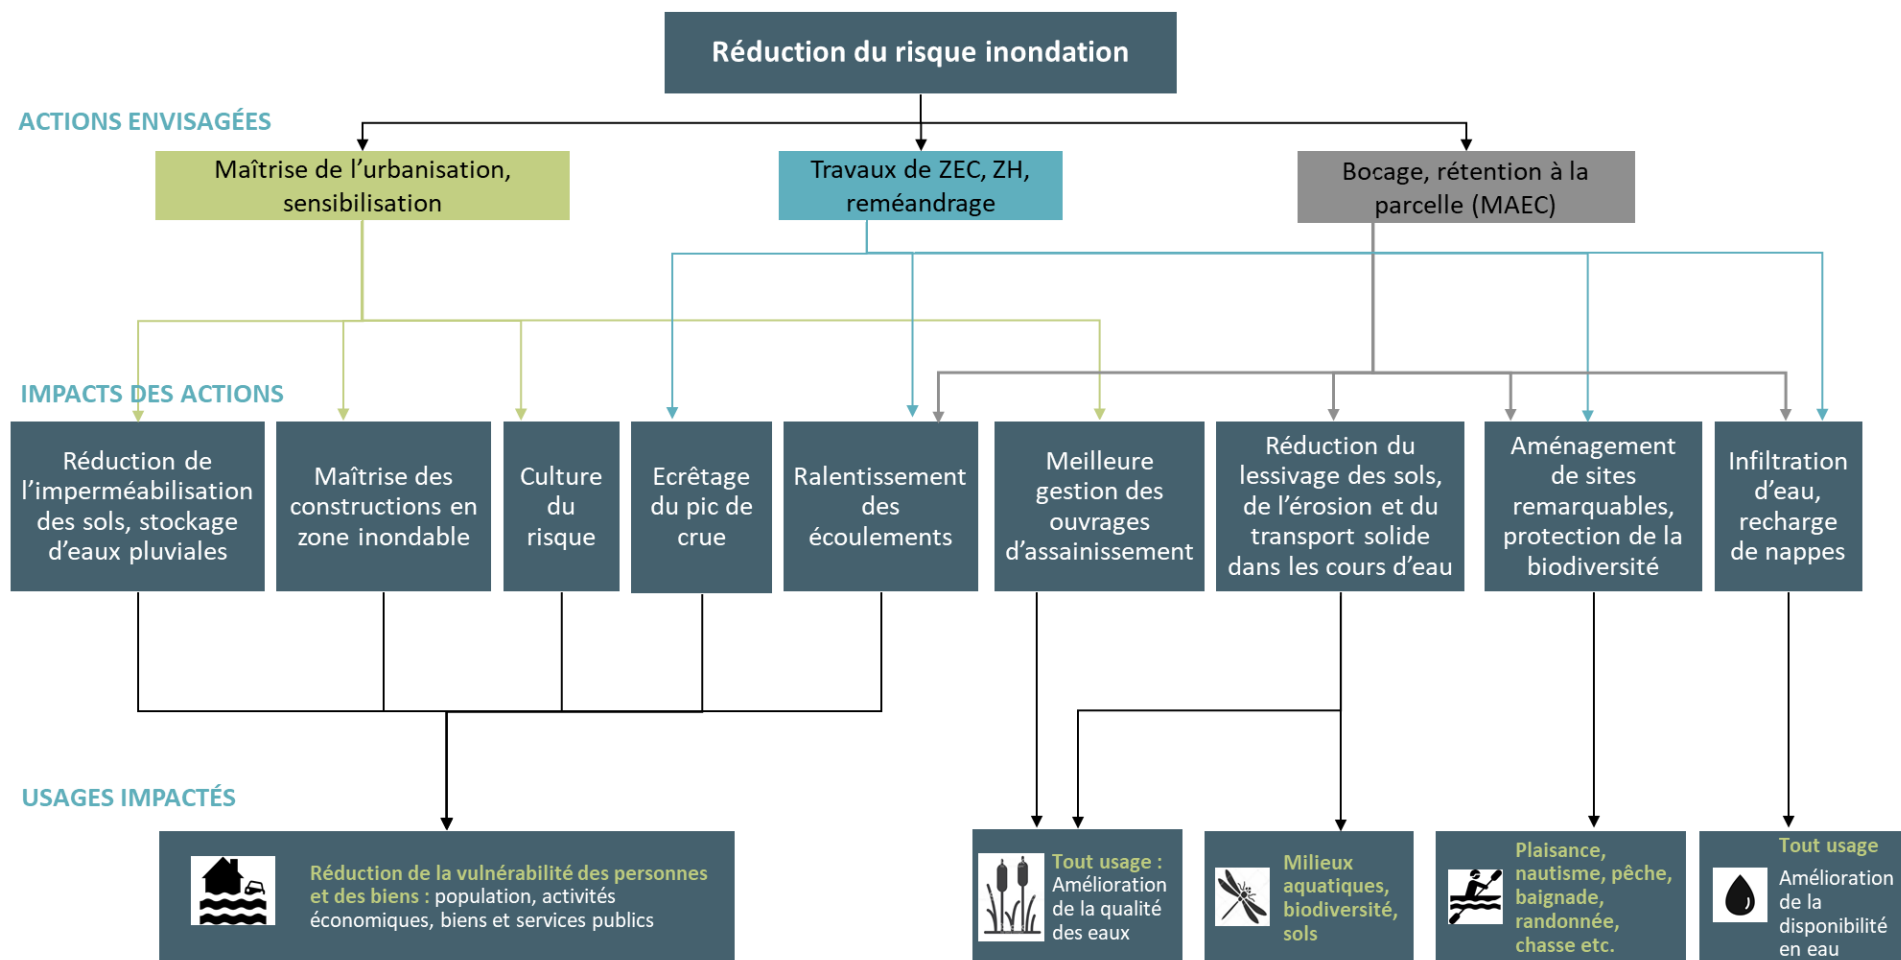 Réduction du risque inondation
ACTIONS ENVISAGÉES
Maîtrise de l’urbanisation,
sensibilisation
Travaux de ZEC, ZH,
reméandrage
Bocage, rétention à la
parcelle (MAEC)
IMPACTS DES ACTIONS
Réduction de
l’imperméabilisation
des sols, stockage
d’eaux pluviales
Maîtrise des
constructions en
zone inondable
Culture
du
risque
Ecrêtage
du pic de
crue
Ralentissement
des
écoulements
Meilleure
gestion des
ouvrages
d’assainissement
Réduction du
lessivage des sols,
de l’érosion et du
transport solide
dans les cours d’eau
Aménagement
de sites
remarquables,
protection de la
biodiversité
Infiltration
d’eau,
recharge
de nappes
USAGES IMPACTÉS
Réduction de la vulnérabilité des personnes
et des biens : population, activités
économiques, biens et services publics
Tout usage :
Amélioration
de la qualité
des eaux
Milieux
aquatiques,
biodiversité,
sols
Plaisance,
nautisme, pêche,
baignade,
randonnée,
chasse etc.
Tout usage
Amélioration
de la
disponibilité
en eau